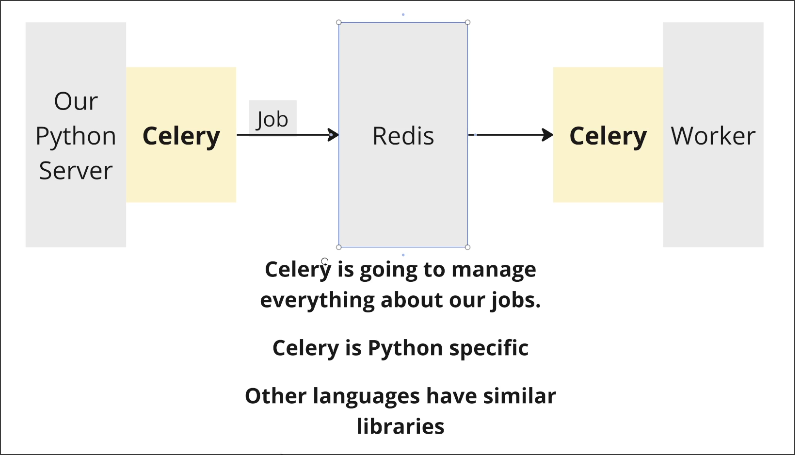 Our
Python
Server
Celery
Job
Redis
Celery
Worker
Celery is going to manage
everything about our jobs.
Celery is Python specific
Other languages have similar
libraries